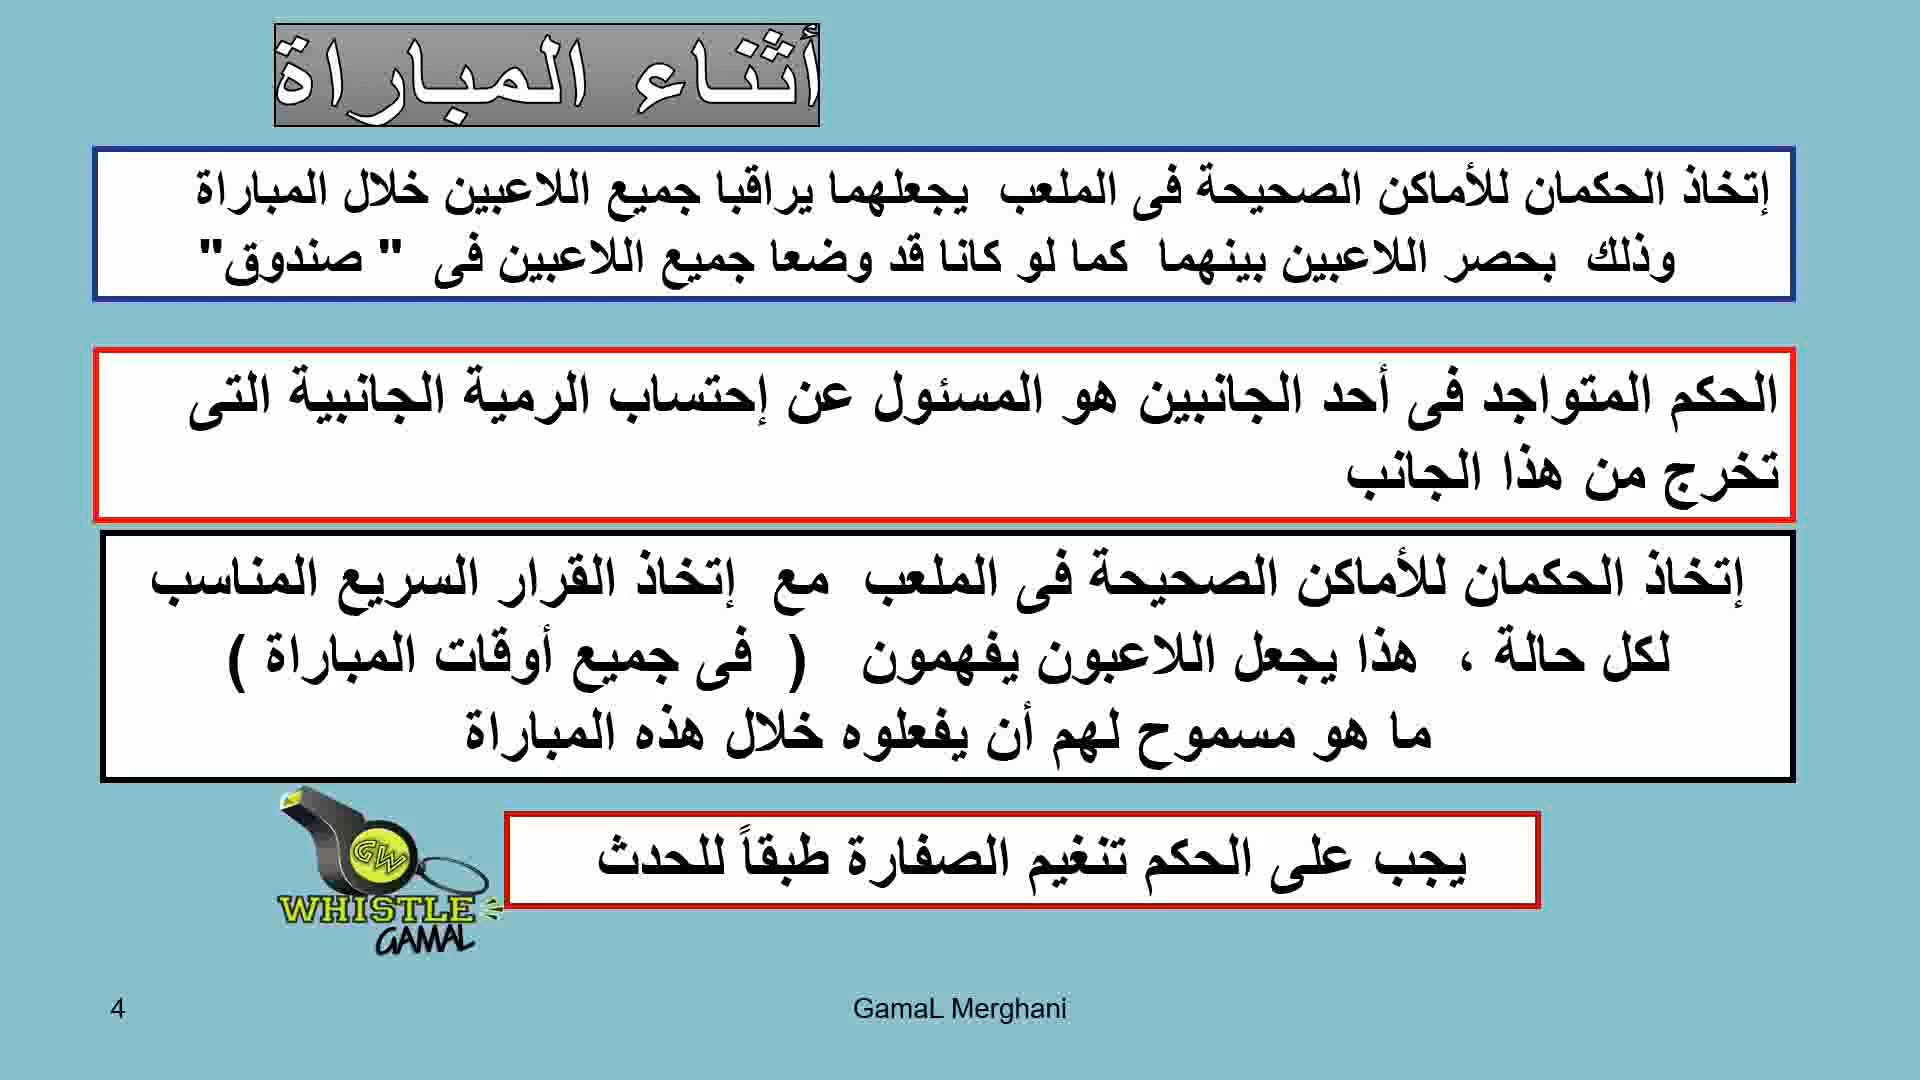 أثناء المباراة
إتخاذ الحكمان للأماكن الصحيحة فى الملعب يجعلهما يراقبا جميع اللاعبين خلال المباراة
وذلك بحصر اللاعبين بينهما كما لو كانا قد وضعا جميع اللاعبين فى " صندوق"
الحكم المتواجد فى أحد الجانبين هو المسئول عن إحتساب الرمية الجانبية التى
تخرج من هذا الجانب
إتخاذ الحكمان للأماكن الصحيحة فى الملعب مع إتخاذ القرار السريع المناسب
لكل حالة ، هذا يجعل اللاعبون يفهمون ( فى جميع أوقات المباراة )
ما هو مسموح لهم أن يفعلوه خلال هذه المباراة
يجب على الحكم تنغيم الصفارة طبقاً للحدث
GW
WHISTLE
GAMAL
4
GamaL Merghani